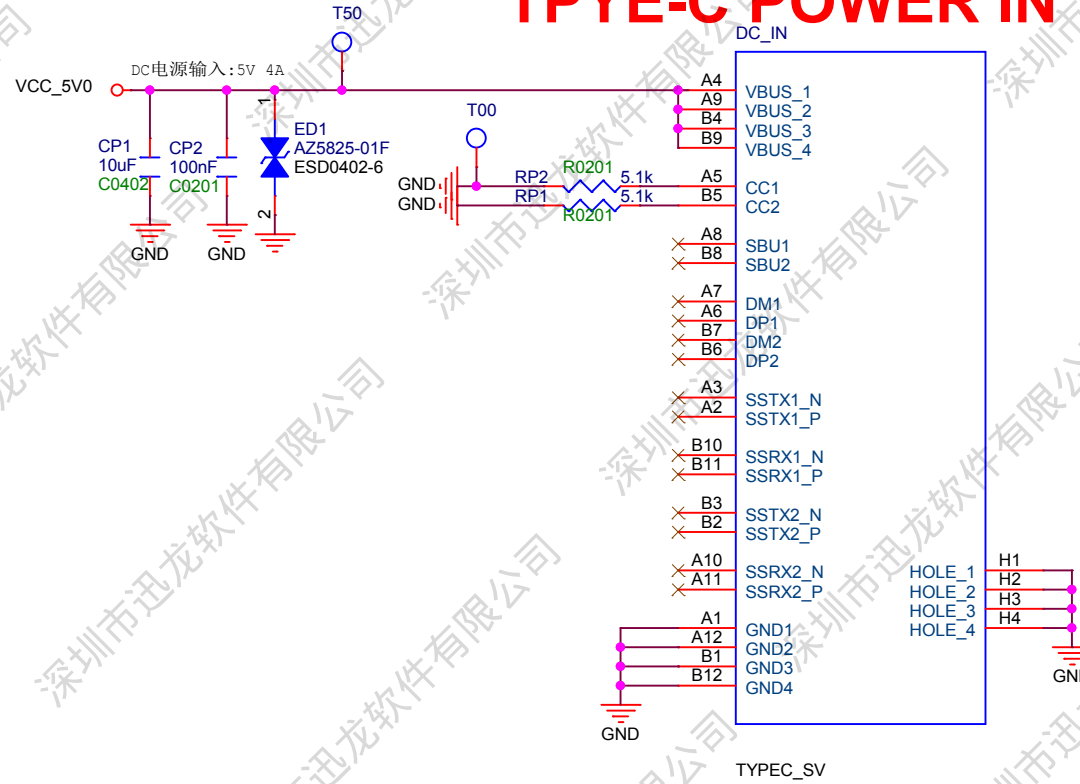 TPYE-C POWER IN
T50
DC_IN
DC电源输入:5V 4A
VCC_5V0
CP1
10uF
C0402
CP2
100nF
C0201
1
ED1
AZ5825-01F
ESD0402-6
2
GND
GND
T00
GND
GND
RP2
R0201
5.1k
RP1
5.1k
R0201
A4 VBUS_1
A9 VBUS_2
B4 VBUS_3
B9 VBUS_4
A5 CC1
B5 CC2
A8 SBU1
B8 SBU2
A7 DM1
A6 DP1
B7 DM2
B6 DP2
A3 SSTX1_N
A2 SSTX1_P
B10 SSRX1_N
B11 SSRX1_P
B3 SSTX2_N
B2 SSTX2_P
A10 SSRX2_N
A11 SSRX2_P
A1 GND1
A12 GND2
B1 GND3
B12 GND4
HOLE_1 H1
HOLE_2 H2
HOLE_3 H3
HOLE_4 H4
GND
GND
TYPEC_SV
深圳市迅龙软件有限公司